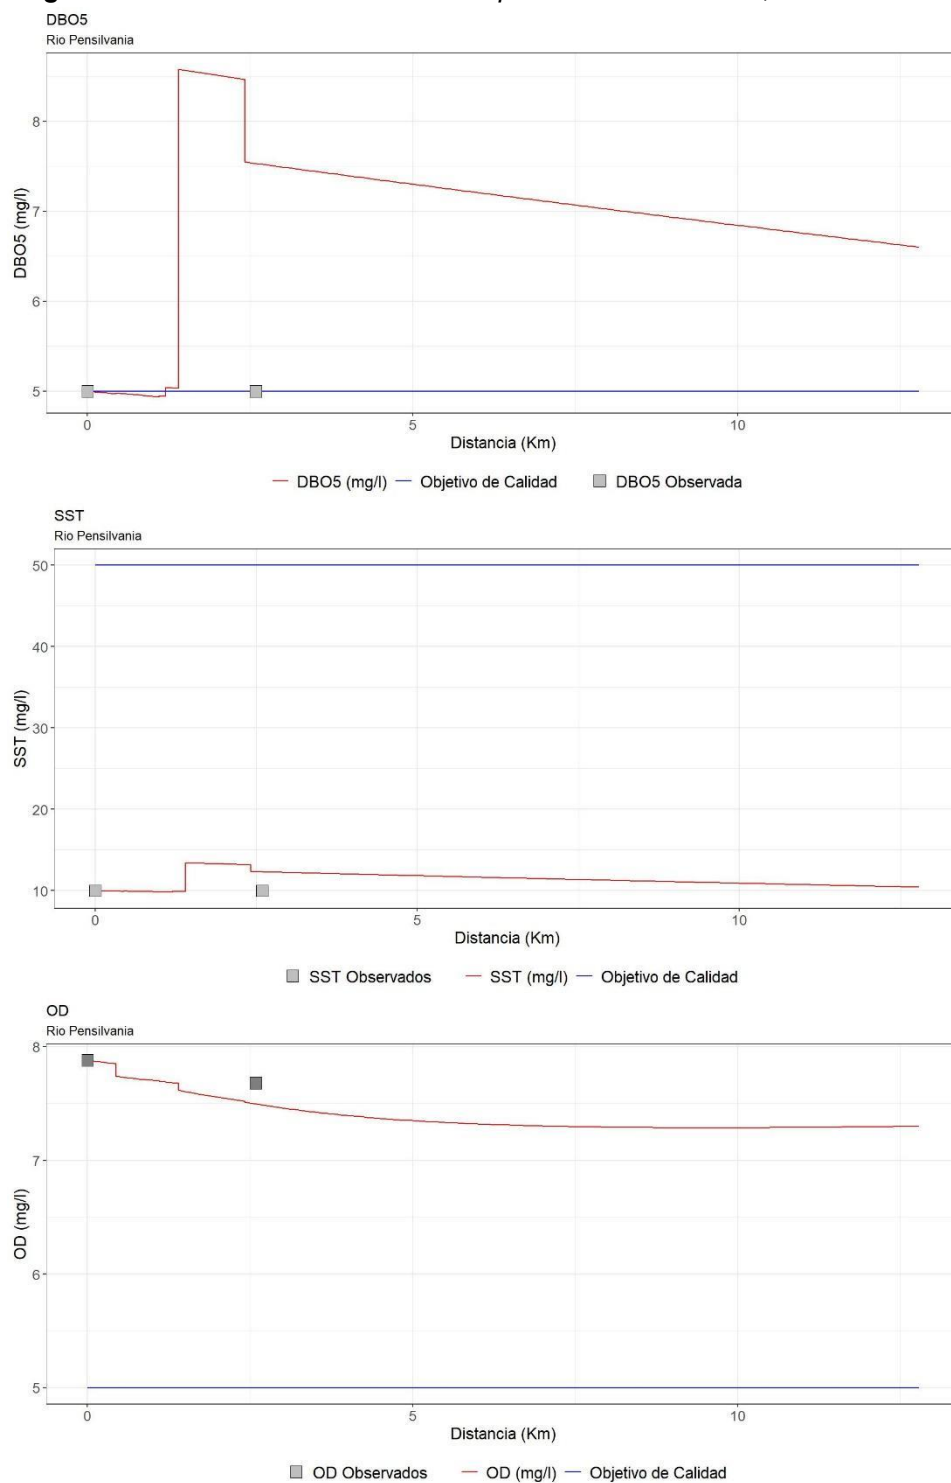 DBO5
Rio Pensilvania
8
7
6
5
DBO5 (mg/l)
0 5 10
Distancia (Km)
DBO5 (mg/l) Objetivo de Calidad DBO5 Observada
SST
Rio Pensilvania
50
40
30
20
10
SST (mg/l)
0 5 10
Distancia (Km)
SST Observados SST (mg/l) Objetivo de Calidad
OD
Rio Pensilvania
8
7
6
5
OD (mg/l)
0 5 10
Distancia (Km)
OD Observados OD (mg/l) Objetivo de Calidad